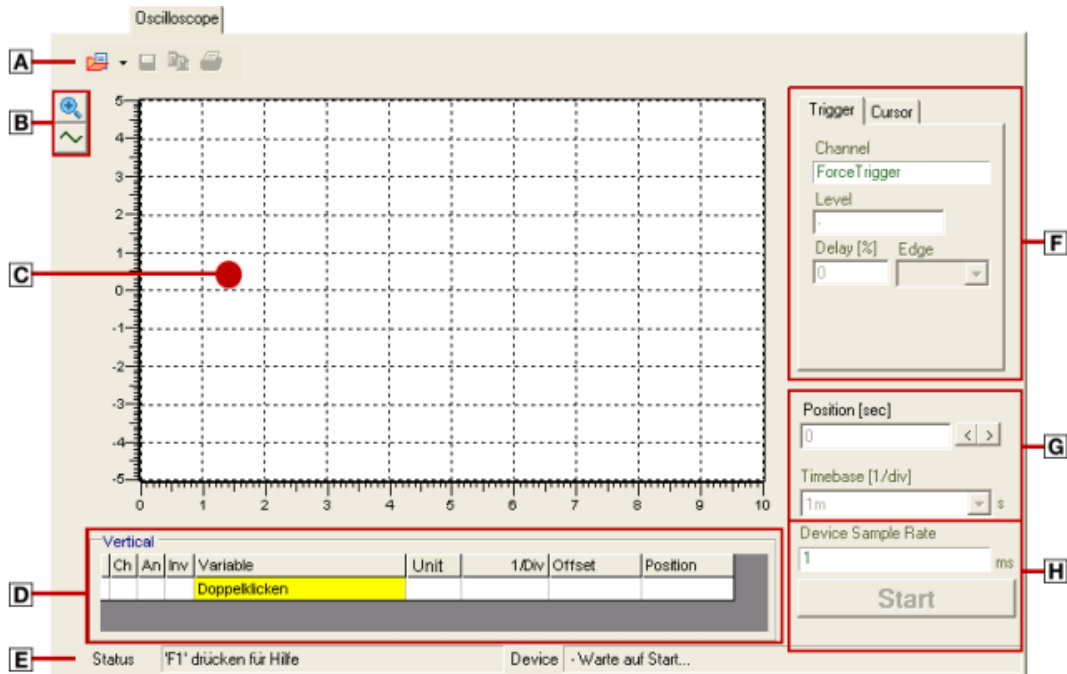 Oscilloscope
A
B
5
4
3
2
1
0
-1
-2
-3
-4
-5
0 1 2 3 4 5 6 7 8 9 10
C
Trigger Cursor
Channel
ForceTrigger
Level
-
Delay [%] Edge
0
F
Position [sec]
0 < >
Timebase [1/div]
1m s
G
Device Sample Rate
1 ms
Start
H
Vertical
Ch An Inv Variable Unit 1/Div Offset Position
Doppelklicken
D
E
Status 'F1' drücken für Hilfe Device - Warte auf Start...